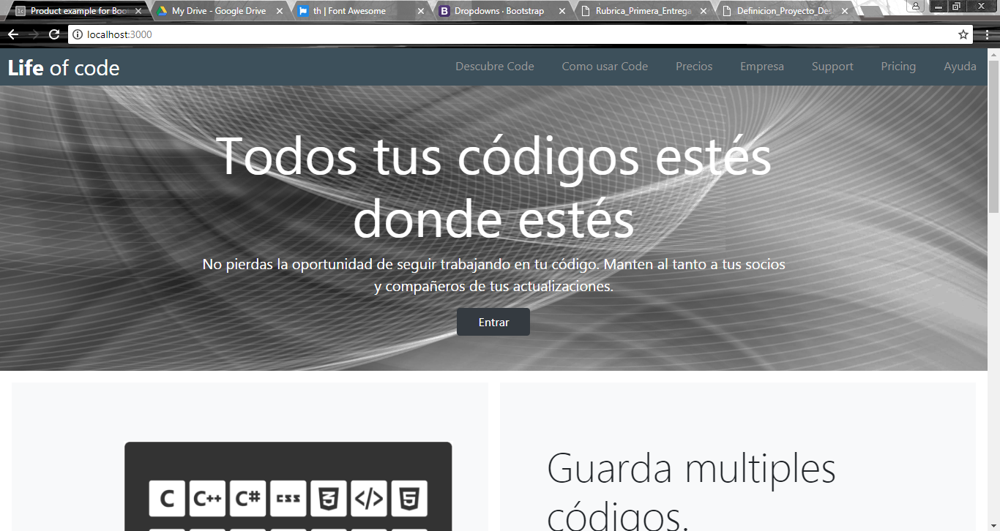 Product example for Boot
My Drive - Google Drive
th | Font Awesome
Dropdowns · Bootstrap
Rubrica_Primera_Entrega
Definicion_Proyecto_Des
localhost:3000
Life of code
Descubre Code
Como usar Code
Precios
Empresa
Support
Pricing
Ayuda
Todos tus códigos estés
donde estés
No pierdas la oportunidad de seguir trabajando en tu código. Manten al tanto a tus socios
y compañeros de tus actualizaciones.
Entrar
C C++ C# css 3 </> 5
Guarda multiples
códigos.